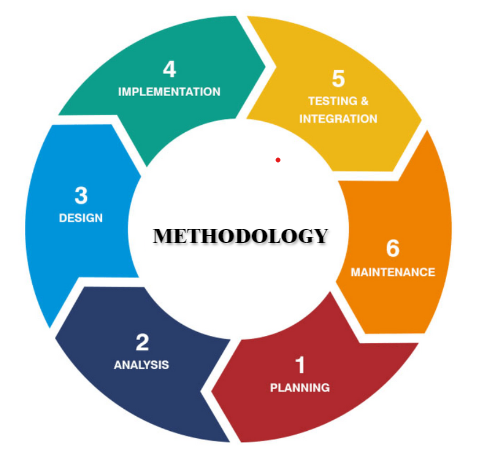 4
IMPLEMENTATION
5
TESTING &
INTEGRATION
3
DESIGN
METHODOLOGY
6
MAINTENANCE
2
ANALYSIS
1
PLANNING